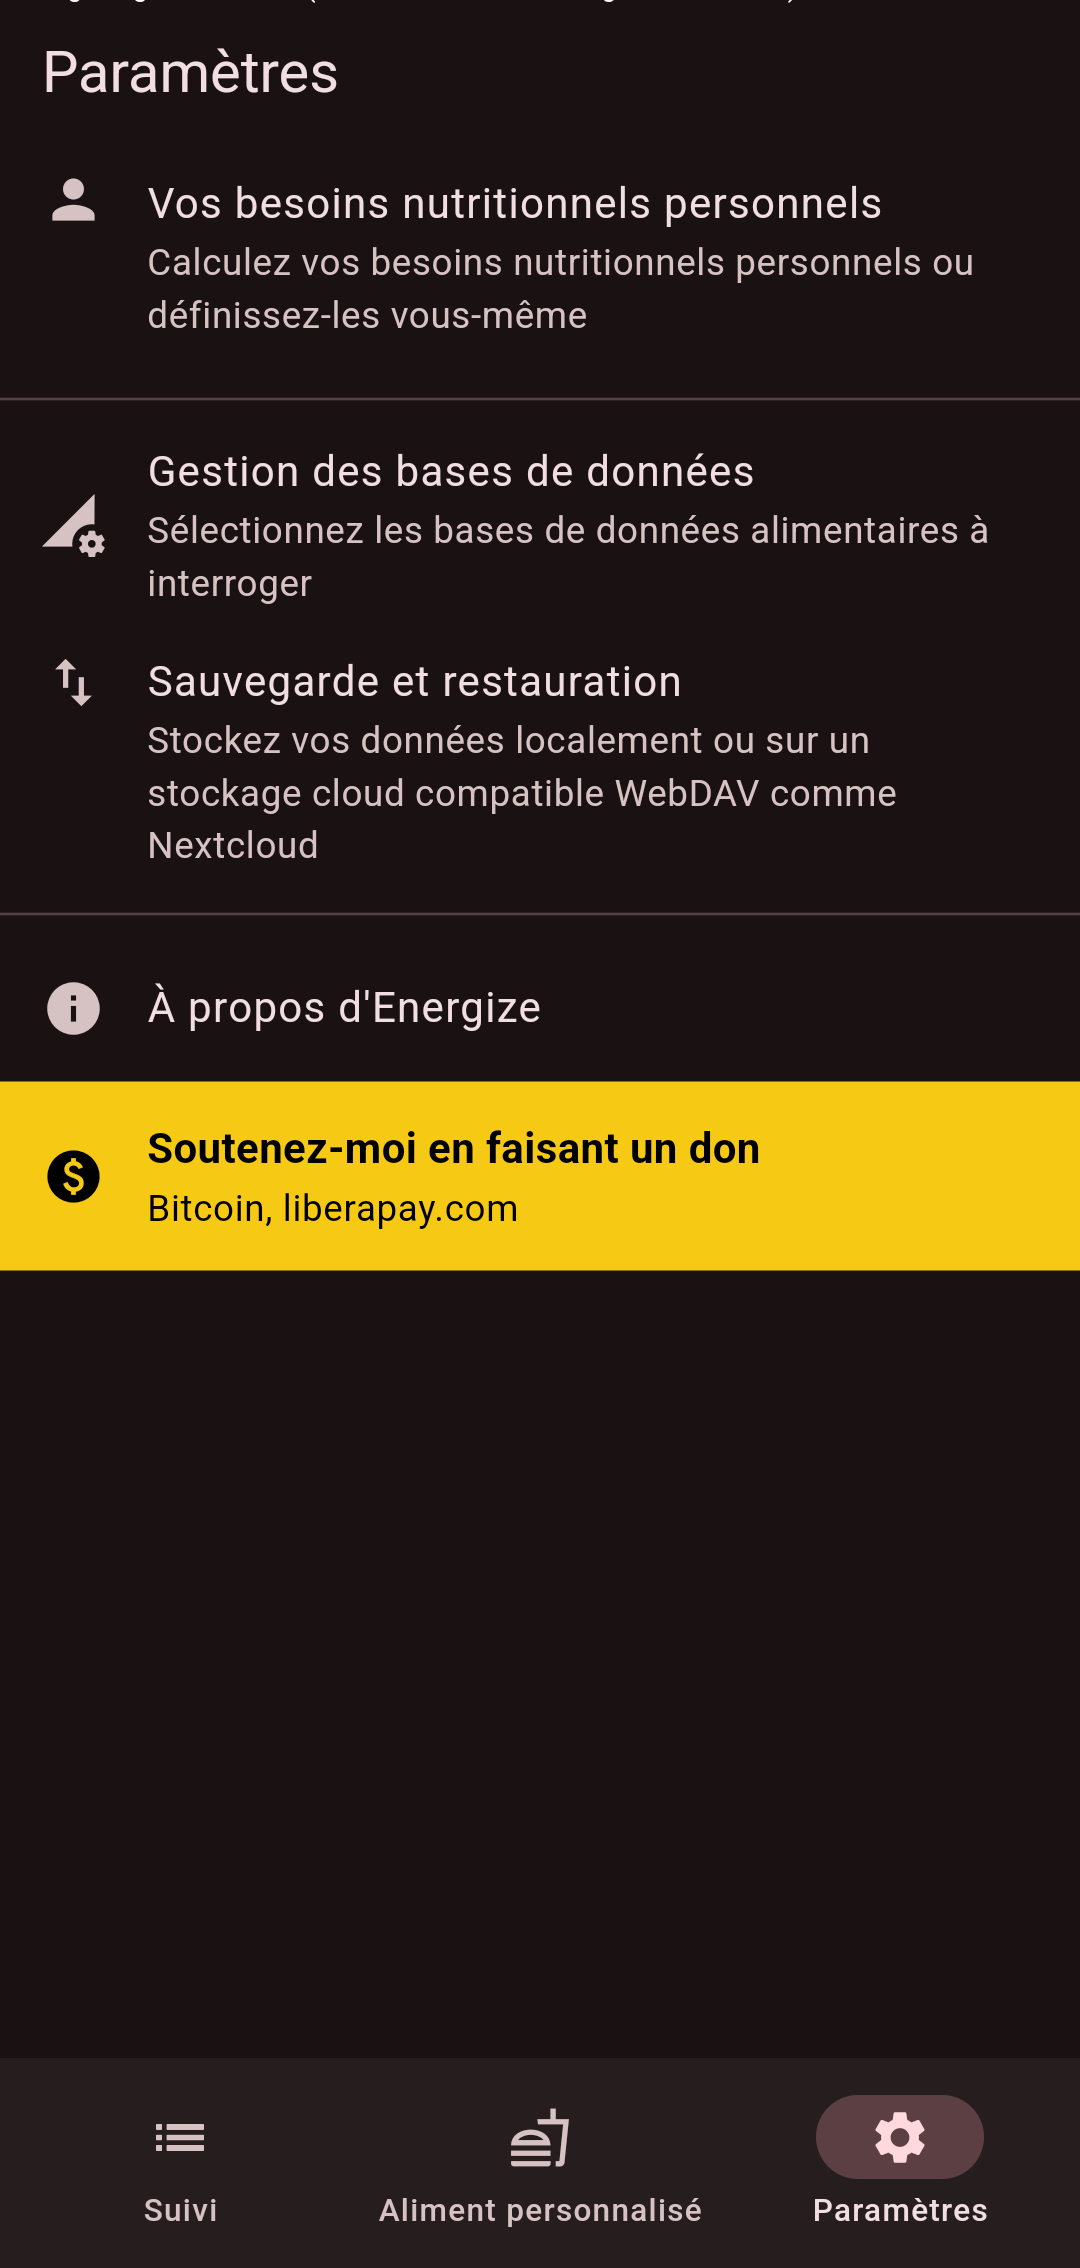 Paramètres
Vos besoins nutritionnels personnels
Calculez vos besoins nutritionnels personnels ou
définissez-les vous-même
Gestion des bases de données
Sélectionnez les bases de données alimentaires à
interroger
Sauvegarde et restauration
Stockez vos données localement ou sur un
stockage cloud compatible WebDAV comme
Nextcloud
À propos d'Energize
Soutenez-moi en faisant un don
Bitcoin, liberapay.com
Suivi
Aliment personnalisé
Paramètres